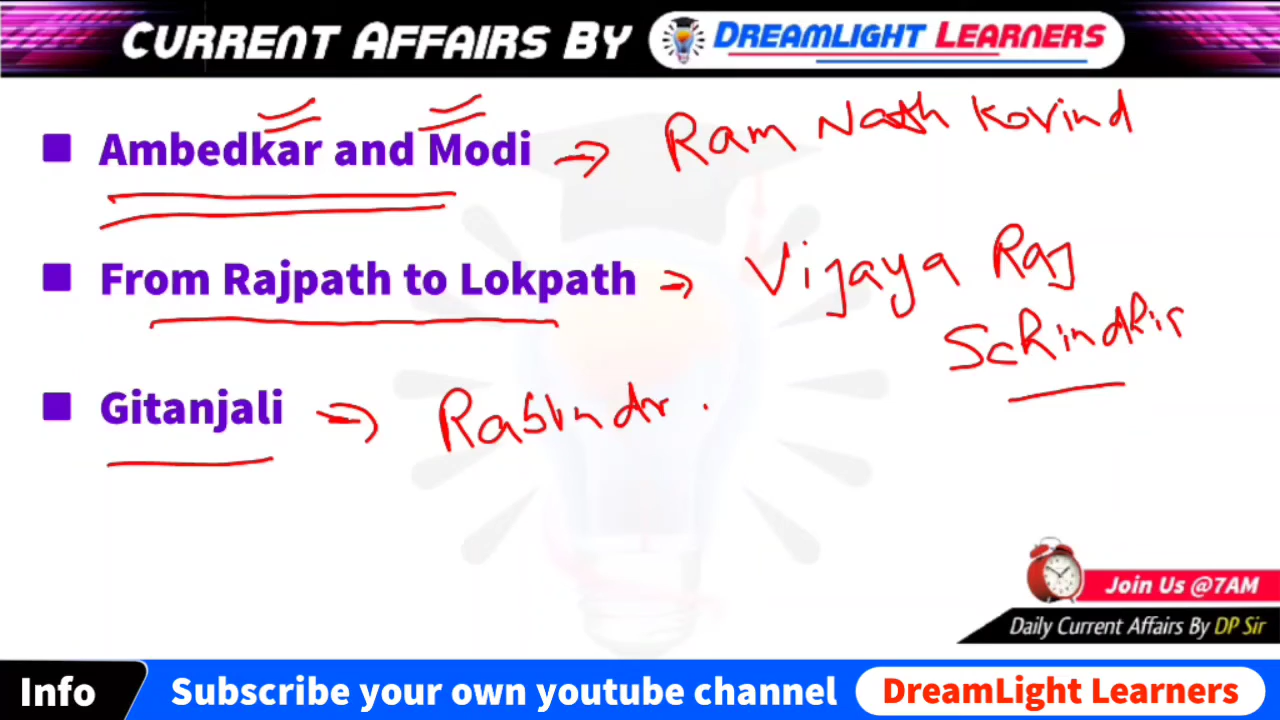 CURRENT AFFAIRS BY DREAMLIGHT LEARNERS
Ambedkar and Modi → Ram Nath Kovind
From Rajpath to Lokpath → Vijaya Raj
Schindhia
Gitanjali → Rabindr.
Join Us @7AM
Daily Current Affairs By DP Sir
Info Subscribe your own youtube channel DreamLight Learners